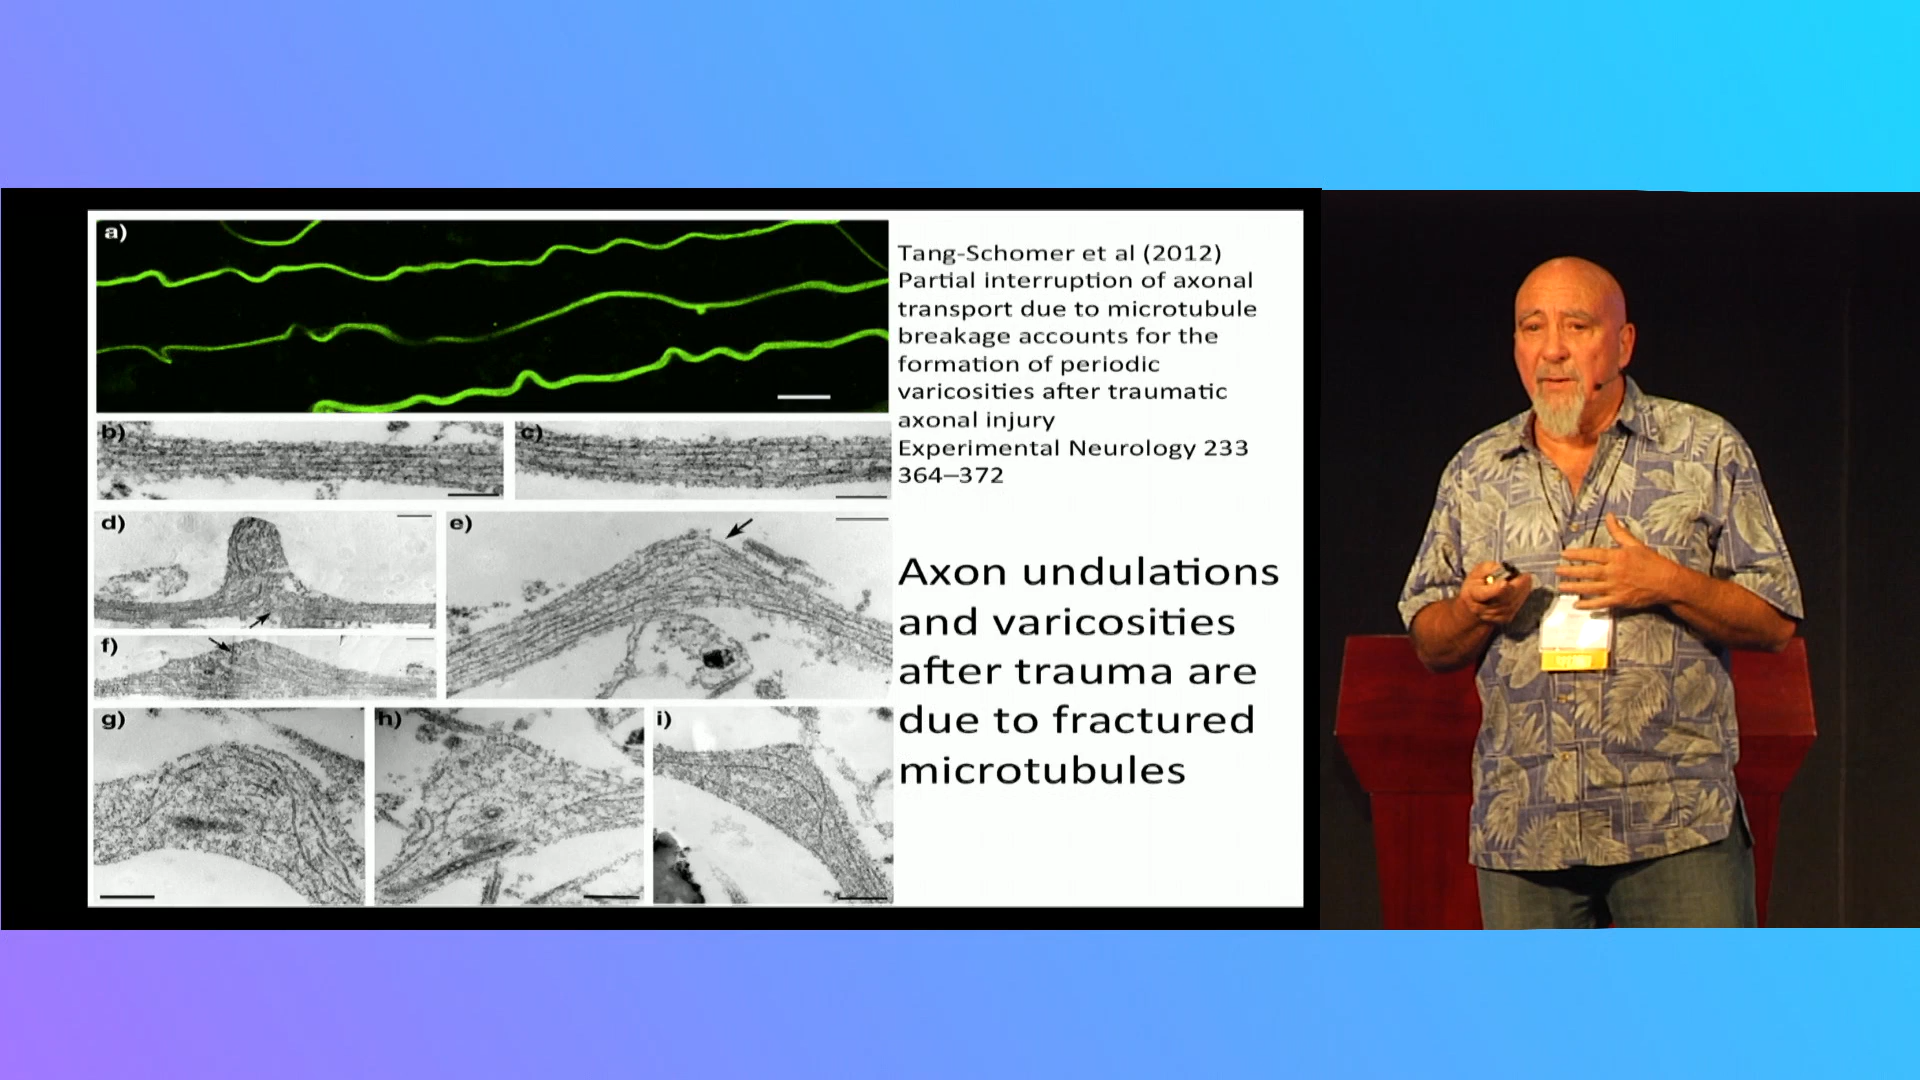 a)
b)
c)
d)
e)
f)
g)
h)
i)
Tang-Schomer et al (2012)
Partial interruption of axonal
transport due to microtubule
breakage accounts for the
formation of periodic
varicosities after traumatic
axonal injury
Experimental Neurology 233
364–372
Axon undulations
and varicosities
after trauma are
due to fractured
microtubules